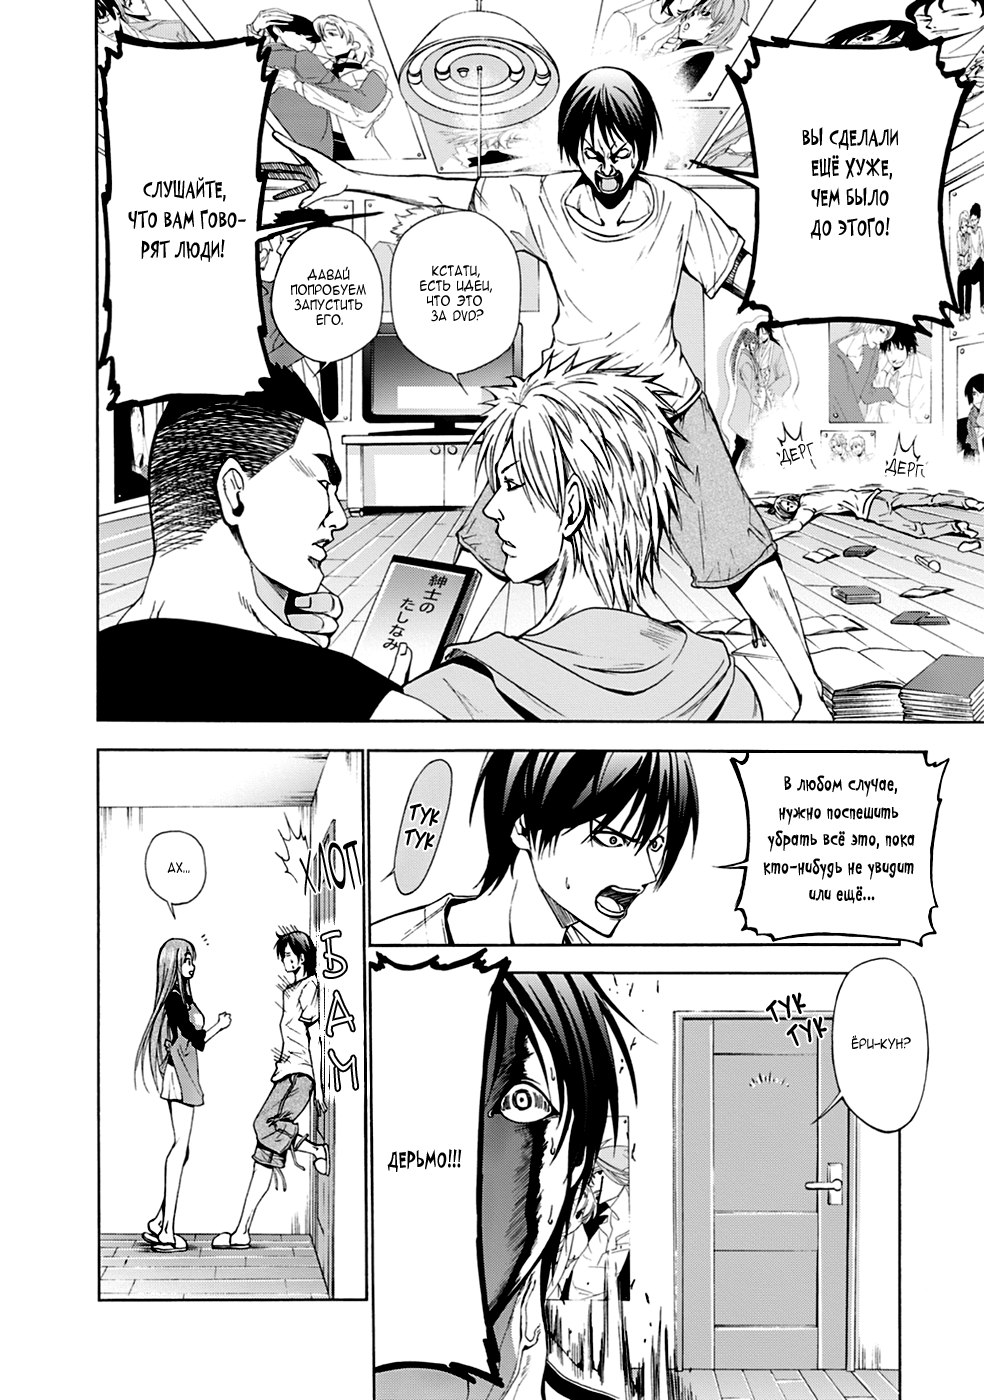 ВЫ СДЕЛАЛИ
ЕЩЁ ХУЖЕ,
ЧЕМ БЫЛО
ДО ЭТОГО!
СЛУШАЙТЕ,
ЧТО ВАМ ГОВО-
РЯТ ЛЮДИ!
КСТАТИ,
ЕСТЬ ИДЕИ,
ЧТО ЭТО
ЗА DVD?
ДАВАЙ
ПОПРОБУЕМ
ЗАПУСТИТЬ
ЕГО.
ДЕРГ
ДЕРГ
紳士の
たしなみ
В ЛЮБОМ СЛУЧАЕ,
НУЖНО ПОСПЕШИТЬ
УБРАТЬ ВСЁ ЭТО, ПОКА
КТО-НИБУДЬ НЕ УВИДИТ
ИЛИ ЕЩЁ...
ТУК
ТУК
ЁРИ-КУН?
ТУК
ТУК
ДЕРЬМО!!!
ХЛОП
БАМ
АХ...